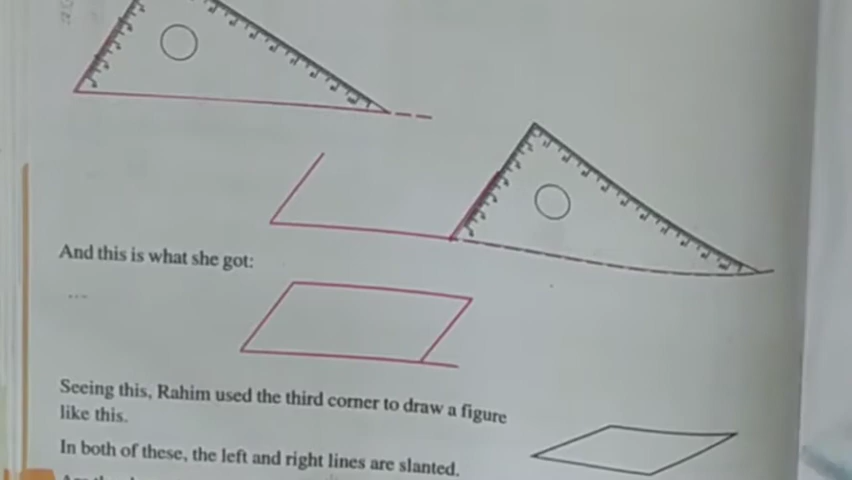 And this is what she got:
Seeing this, Rahim used the third corner to draw a figure
like this.
In both of these, the left and right lines are slanted.